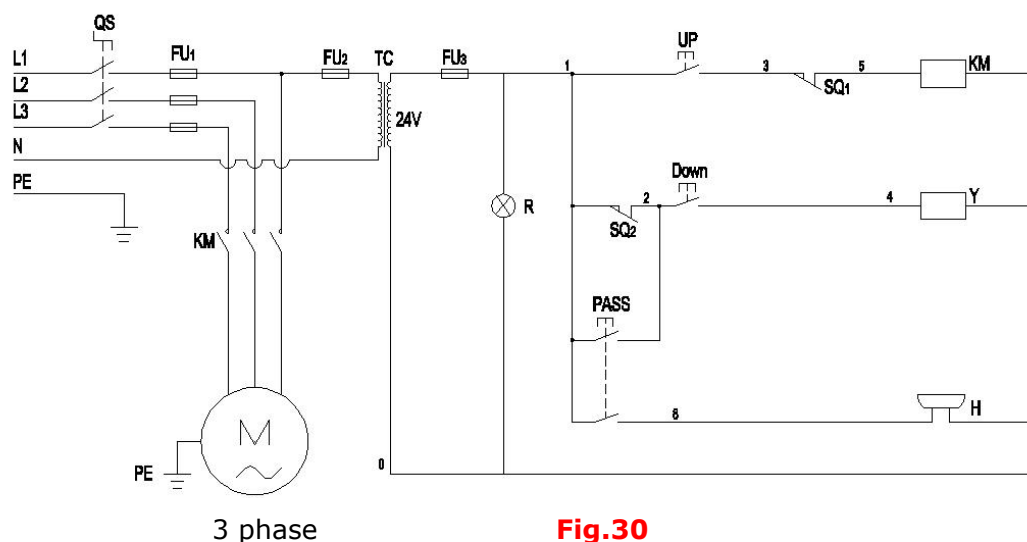 QS
L1
L2
L3
N
PE
FU1
FU2
TC
24V
FU3
1
UP
3
SQ1
5
KM
R
SQ2
2
Down
4
Y
PASS
6
H
0
KM
M
PE
3 phase
Fig.30